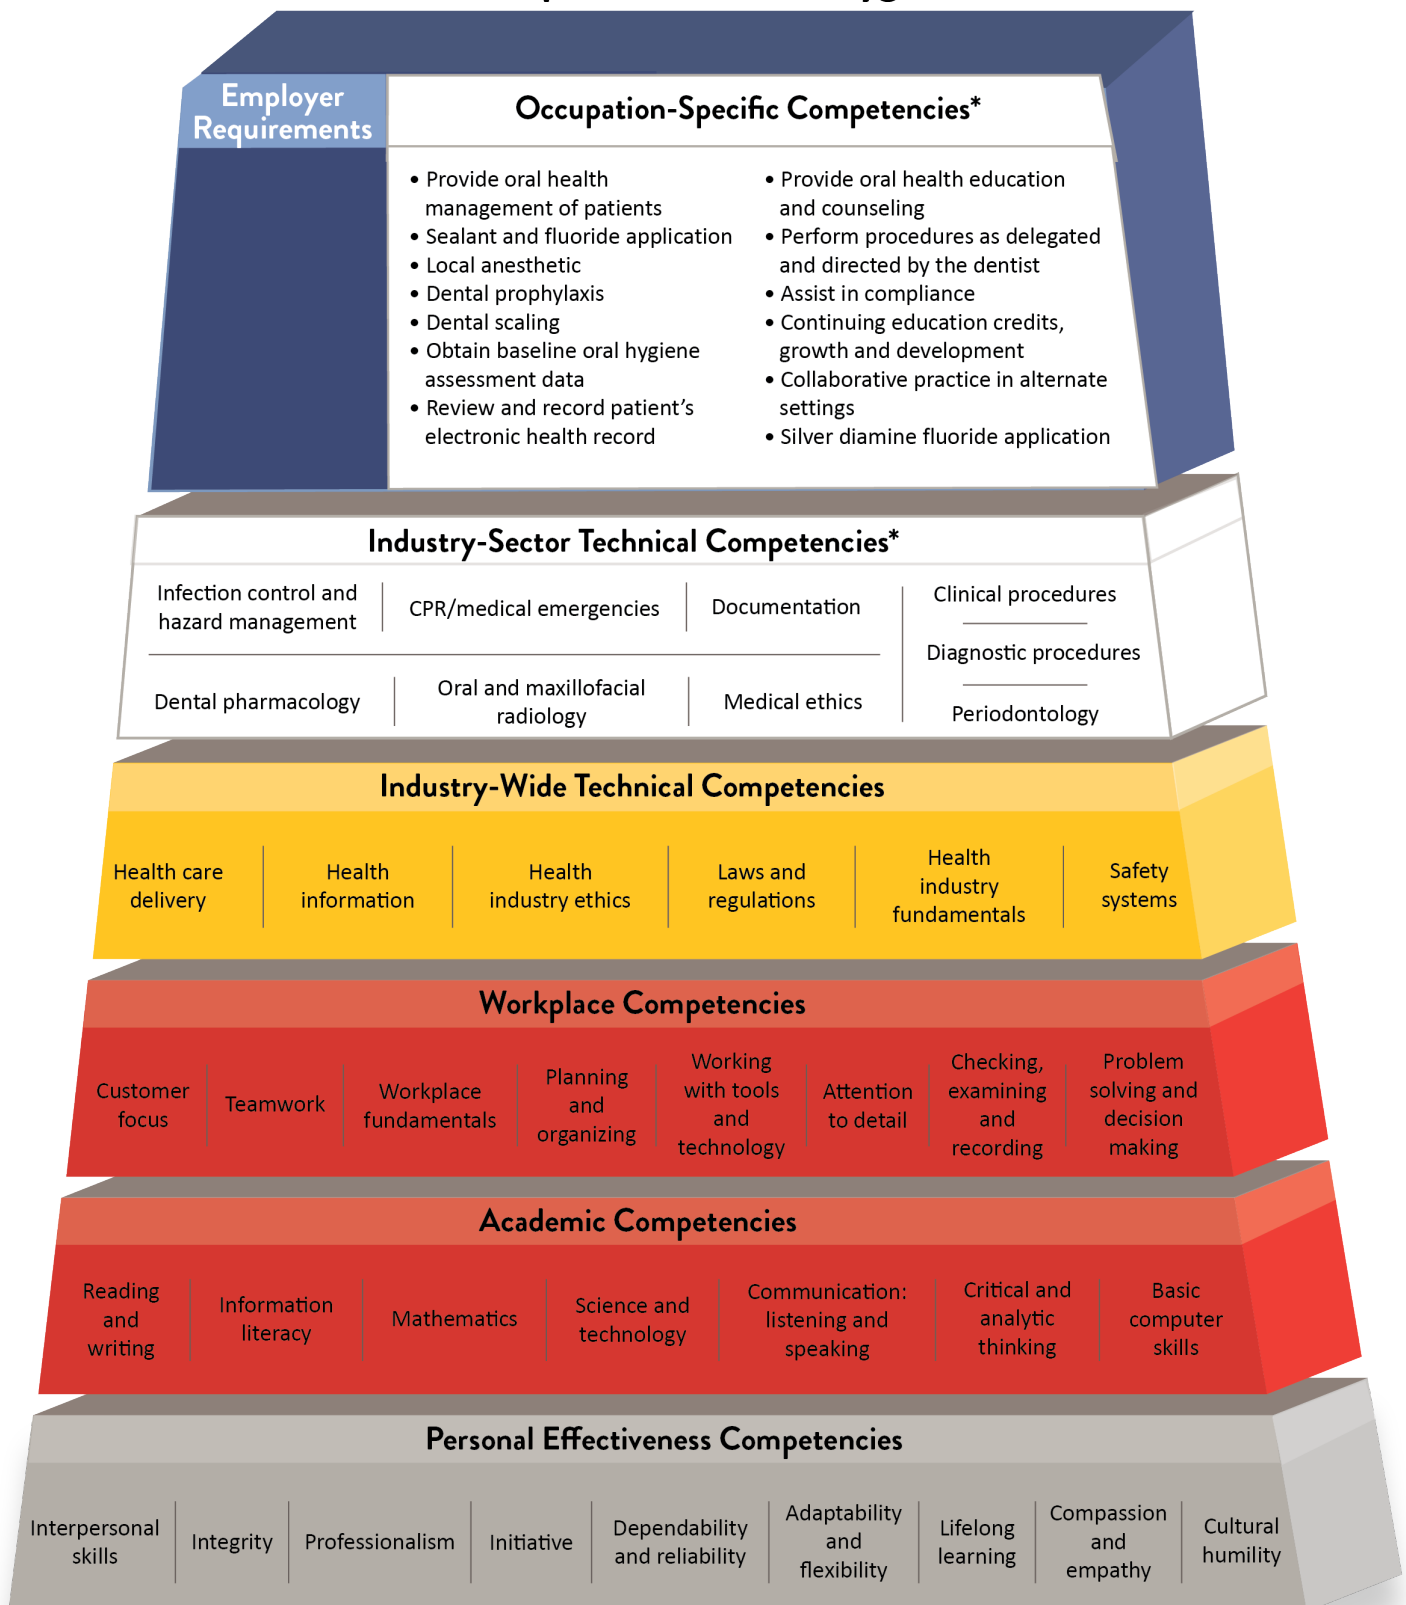 Employer
Requirements
Occupation-Specific Competencies*
• Provide oral health
management of patients
• Sealant and fluoride application
• Local anesthetic
• Dental prophylaxis
• Dental scaling
• Obtain baseline oral hygiene
assessment data
• Review and record patient’s
electronic health record
• Provide oral health education
and counseling
• Perform procedures as delegated
and directed by the dentist
• Assist in compliance
• Continuing education credits,
growth and development
• Collaborative practice in alternate
settings
• Silver diamine fluoride application
Industry-Sector Technical Competencies*
Infection control and
hazard management
CPR/medical emergencies
Documentation
Dental pharmacology
Oral and maxillofacial
radiology
Medical ethics
Clinical procedures
Diagnostic procedures
Periodontology
Industry-Wide Technical Competencies
Health care
delivery
Health
information
Health
industry ethics
Laws and
regulations
Health
industry
fundamentals
Safety
systems
Workplace Competencies
Customer
focus
Teamwork
Workplace
fundamentals
Planning
and
organizing
Working
with tools
and
technology
Attention
to detail
Checking,
examining
and
recording
Problem
solving and
decision
making
Academic Competencies
Reading
and
writing
Information
literacy
Mathematics
Science and
technology
Communication:
listening and
speaking
Critical and
analytic
thinking
Basic
computer
skills
Personal Effectiveness Competencies
Interpersonal
skills
Integrity
Professionalism
Initiative
Dependability
and reliability
Adaptability
and
flexibility
Lifelong
learning
Compassion
and
empathy
Cultural
humility